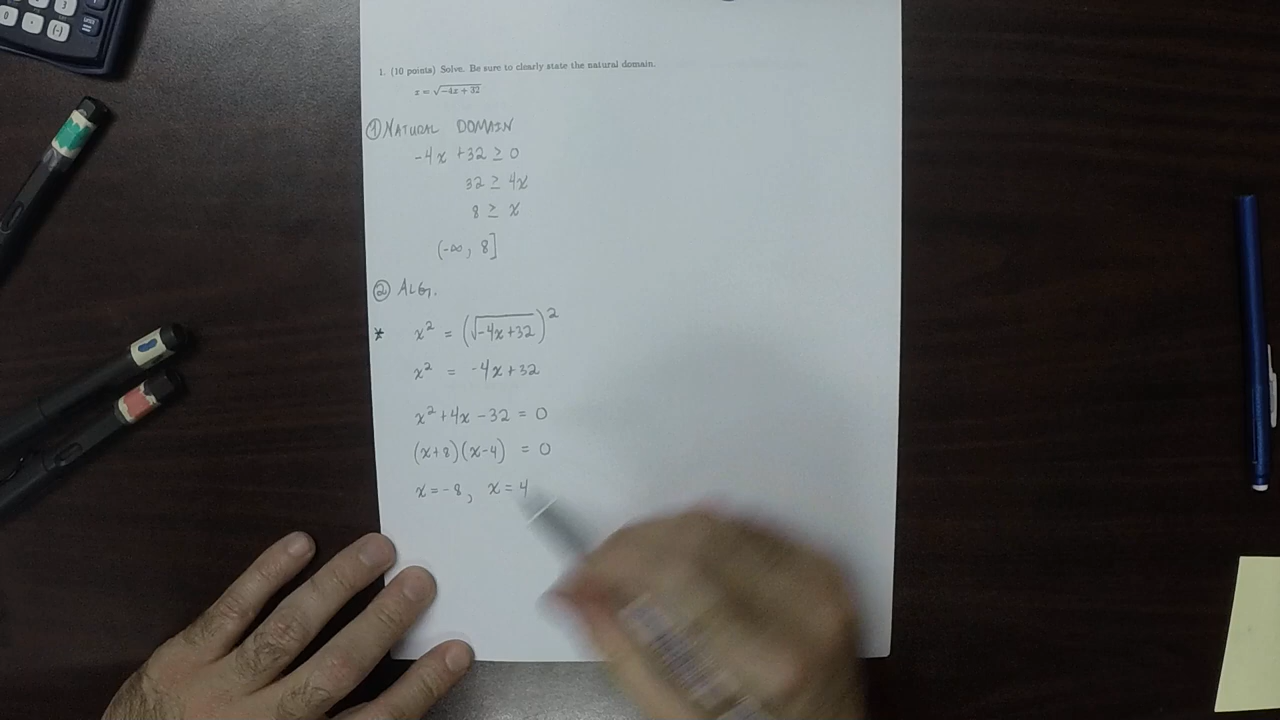 1. (10 points) Solve. Be sure to clearly state the natural domain.
x = √-4x + 32
① NATURAL DOMAIN
-4x +32 ≥ 0
32 ≥ 4x
8 ≥ x
(-∞, 8]
② ALG.
* x² = (√-4x+32)²
x² = -4x+32
x²+4x-32 = 0
(x+8)(x-4) = 0
x=-8, x=4